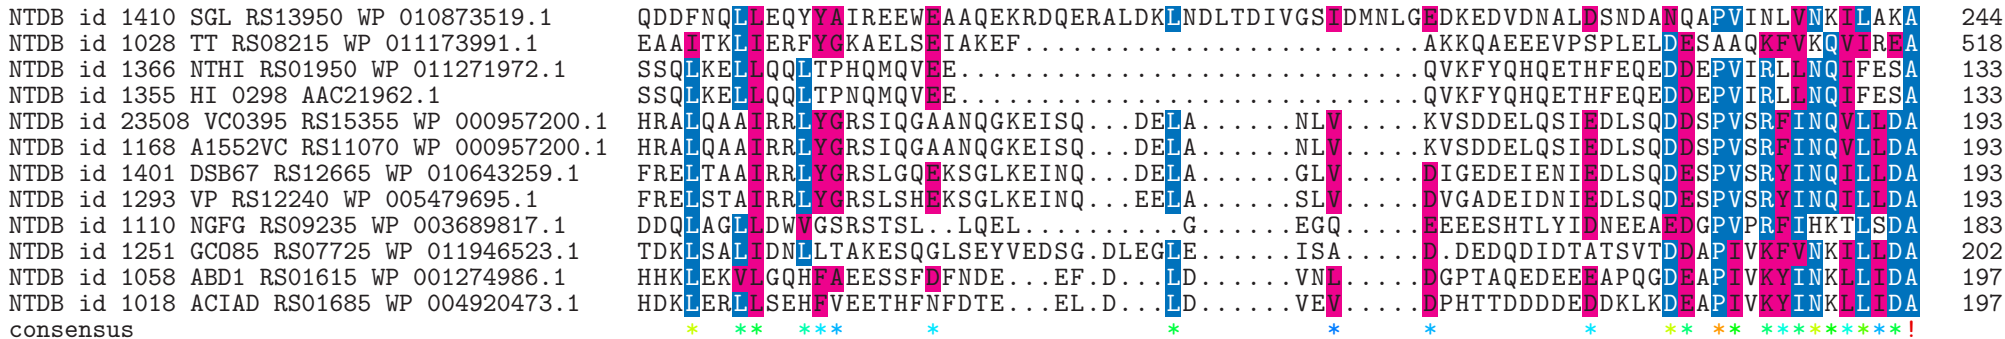 NTDB id 1410 SGL RS13950 WP 010873519.1 QDDFNQLLEQYYAIREEWEAAQEKRDQERALDKLNDLTDIVGSIDMNLGEDKEDVDNALDSNDANQAPVINLVNKILAKA 244
NTDB id 1028 TT RS08215 WP 011173991.1 EAAITKLIERFYGKAELSEIAKEF.........................AKKQAEEEVPSPLELDESAAQKFVKQVIREA 518
NTDB id 1366 NTHI RS01950 WP 011271972.1 SSQLKELLQQLTPHQMQVEE.............................QVKFYQHQETHFEQEDDEPVIRLLNQIFESA 133
NTDB id 1355 HI 0298 AAC21962.1 SSQLKELLQQLTPNQMQVEE.............................QVKFYQHQETHFEQEDDEPVIRLLNQIFESA 133
NTDB id 23508 VC0395 RS15355 WP 000957200.1 HRALQAAIRRLYGRSIQGAANQGKEISQ...DELA......NLV.....KVSDDELQSIEDLSQDDSPVSRFINQVLLDA 193
NTDB id 1168 A1552VC RS11070 WP 000957200.1 HRALQAAIRRLYGRSIQGAANQGKEISQ...DELA......NLV.....KVSDDELQSIEDLSQDDSPVSRFINQVLLDA 193
NTDB id 1401 DSB67 RS12665 WP 010643259.1 FRELTAAIRRLYGRSLGQEKSGLKEINQ...DELA......GLV.....DIGEDEIENIEDLSQDESPVSRYINQILLDA 193
NTDB id 1293 VP RS12240 WP 005479695.1 FRELSTAIRRLYGRSLSHEKSGLKEINQ...EELA......SLV.....DVGADEIDNIEDLSQDESPVSRYINQILLDA 193
NTDB id 1110 NGFG RS09235 WP 003689817.1 DDQLAGLLDWVGSRSTSL..LQEL..........G......EGQ.....EEEESHTLYIDNEEAEDGPVPRFIHKTLSDA 183
NTDB id 1251 GCO85 RS07725 WP 011946523.1 TDKLSALIDNLLTAKESQGLSEYVEDSG.DLEGLE......ISA.....D.DEDQDIDTATSVTDDAPIVKFVNKILLDA 202
NTDB id 1058 ABD1 RS01615 WP 001274986.1 HHKLEKVLGQHFAEESSFDFNDE...EF.D...LD......VNL.....DGPTAQEDEEEAPQGDEAPIVKYINKLLIDA 197
NTDB id 1018 ACIAD RS01685 WP 004920473.1 HDKLERLLSEHFVEETHFNFDTE...EL.D...LD......VEV.....DPHTTDDDDEDDKLKDEAPIVKYINKLLIDA 197
consensus * ** *** * * * * * ** ** *********!